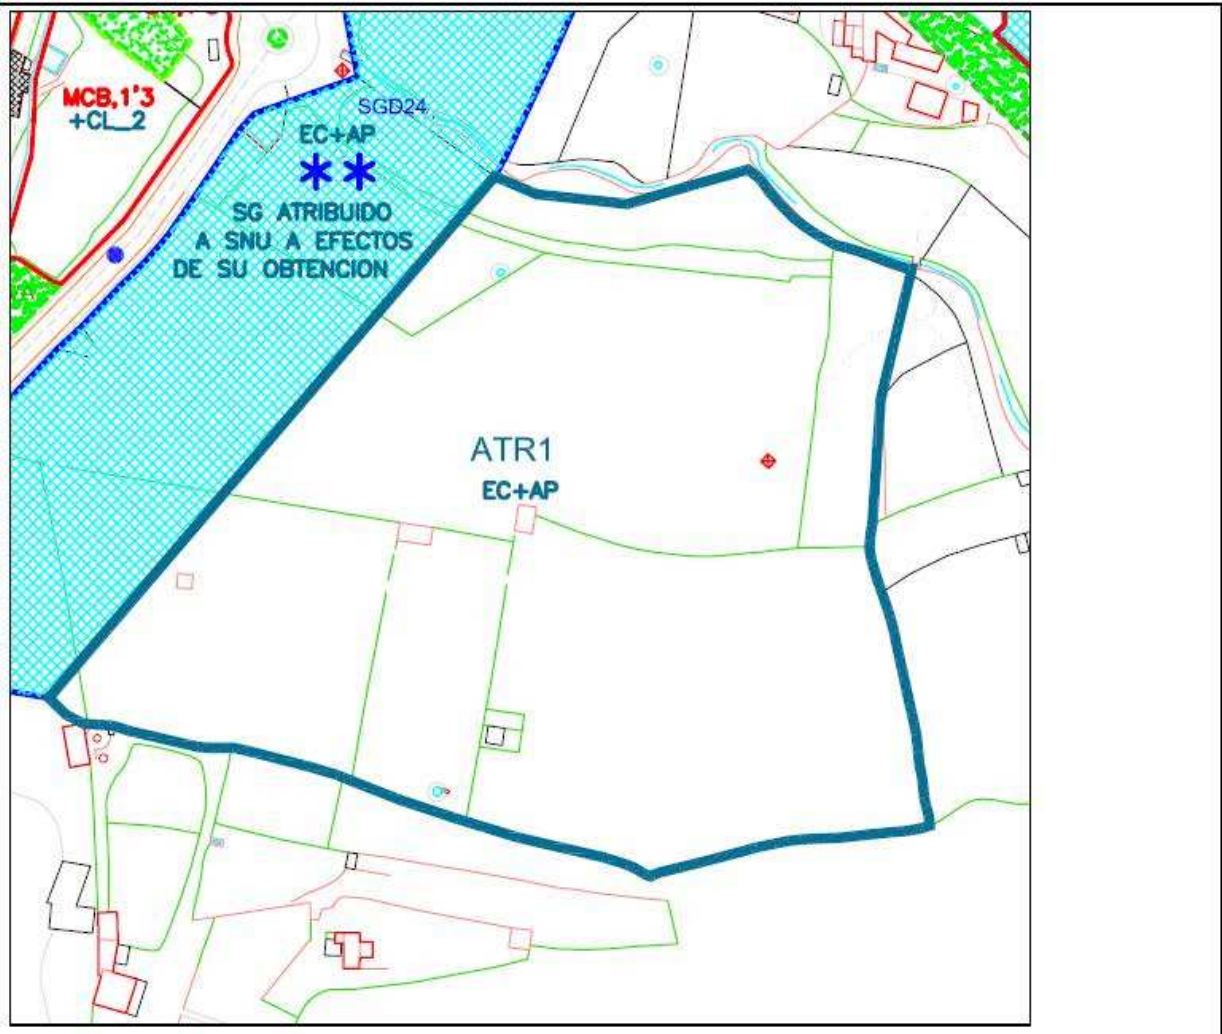 MCB,1'3
+CL_2
SGD24
EC+AP
**
SG ATRIBUIDO
A SNU A EFECTOS
DE SU OBTENCION
ATR1
EC+AP